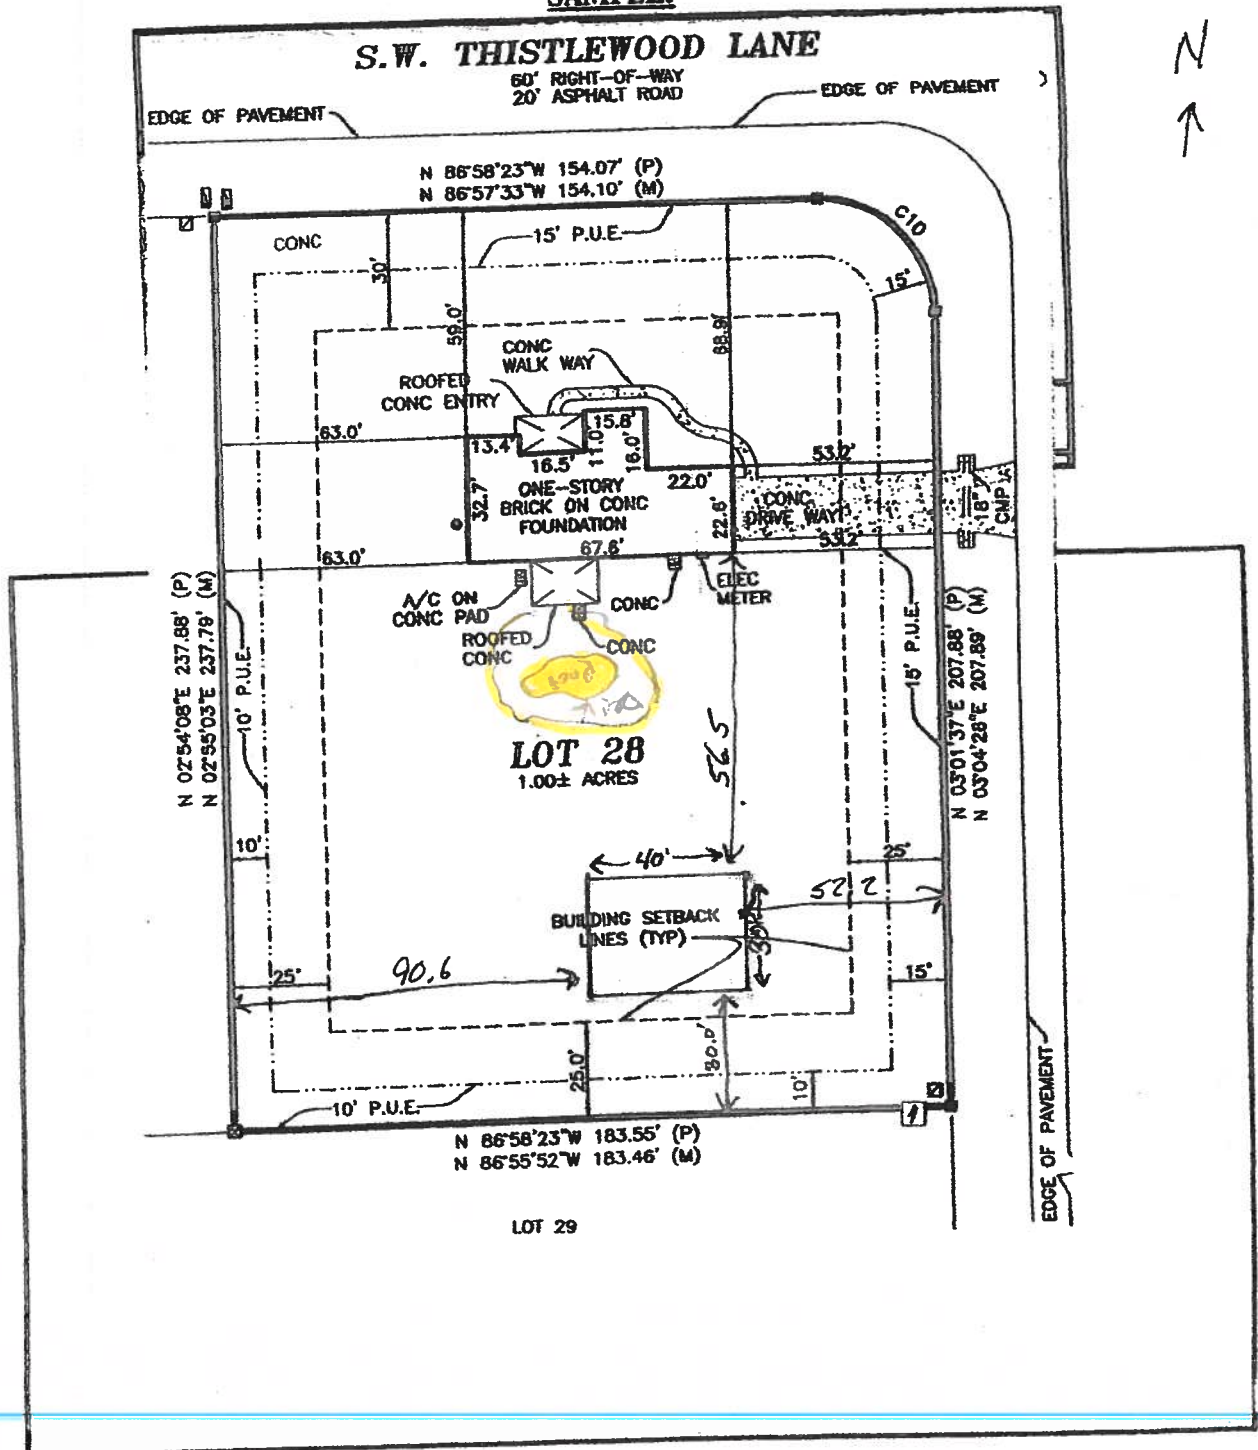 S.W. THISTLEWOOD LANE
60' RIGHT-OF-WAY
20' ASPHALT ROAD
EDGE OF PAVEMENT
EDGE OF PAVEMENT
N
N 86°58'23"W 154.07' (P)
N 86°57'33"W 154.10' (M)
C10
CONC
15' P.U.E.
30'
15'
59.0'
68.9'
CONC
WALK WAY
ROOFED
CONC ENTRY
63.0'
13.4'
15.8'
11.0'
16.0'
16.5'
53.2'
22.0'
32.7'
ONE-STORY
BRICK ON CONC
FOUNDATION
22.6'
CONC
DRIVE WAY
18"
CMP
67.6'
63.0'
53.2'
A/C ON
CONC PAD
CONC
ELEC
METER
ROOFED
CONC
CONC
N 02°54'08"E 237.88' (P)
N 02°55'03"E 237.79' (M)
10' P.U.E.
15' P.U.E.
N 03°01'37"E 207.88' (P)
N 03°04'28"E 207.89' (M)
LOT 28
1.00± ACRES
56.5
10'
40'
25'
52.2
BUILDING SETBACK
LINES (TYP)
25'
90.6
15'
25.0'
30.0'
10'
10' P.U.E.
N 86°58'23"W 183.55' (P)
N 86°55'52"W 183.46' (M)
EDGE OF PAVEMENT
LOT 29